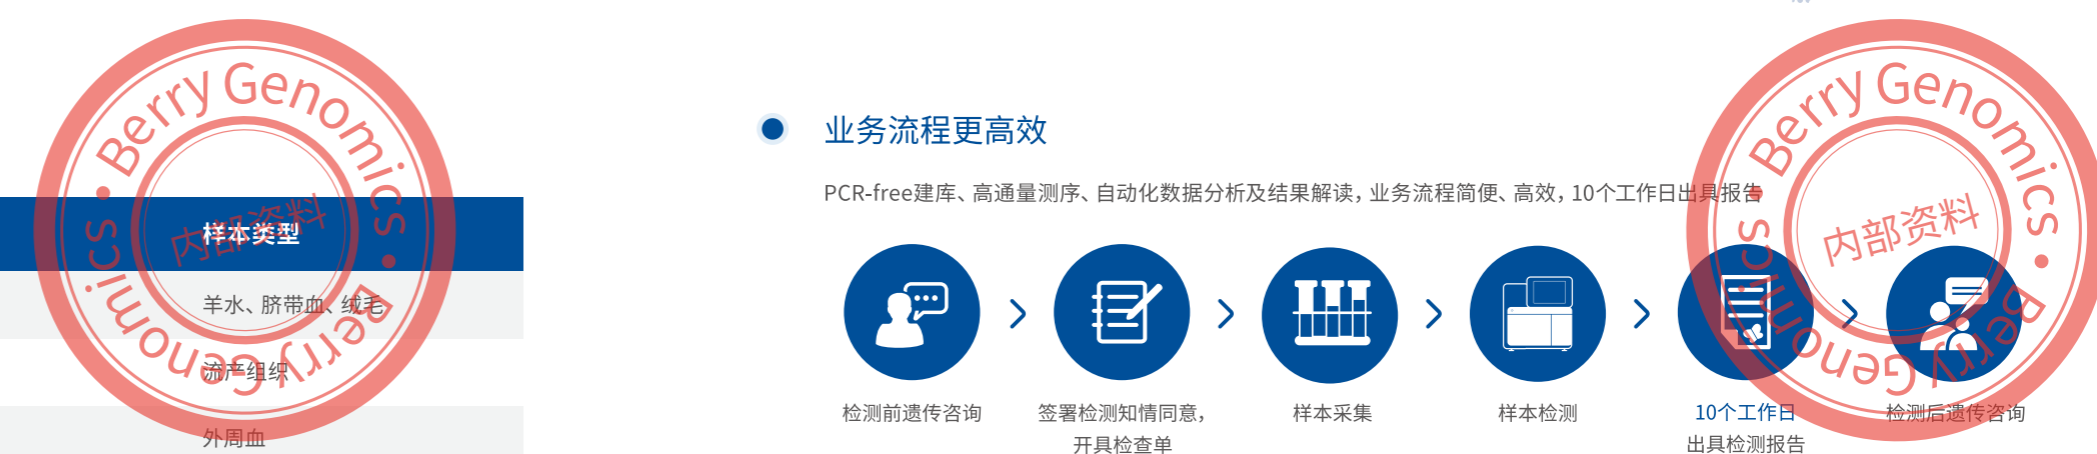 样本类型
羊水、脐带血、绒毛
流产组织
外周血
业务流程更高效
PCR-free建库、高通量测序、自动化数据分析及结果解读，业务流程简便、高效，10个工作日出具报告
检测前遗传咨询
签署检测知情同意，
开具检查单
样本采集
样本检测
10个工作日
出具检测报告
检测后遗传咨询
Berry Genomics • Berry Genomics •
内部资料
Berry Genomics • Berry Genomics •
内部资料